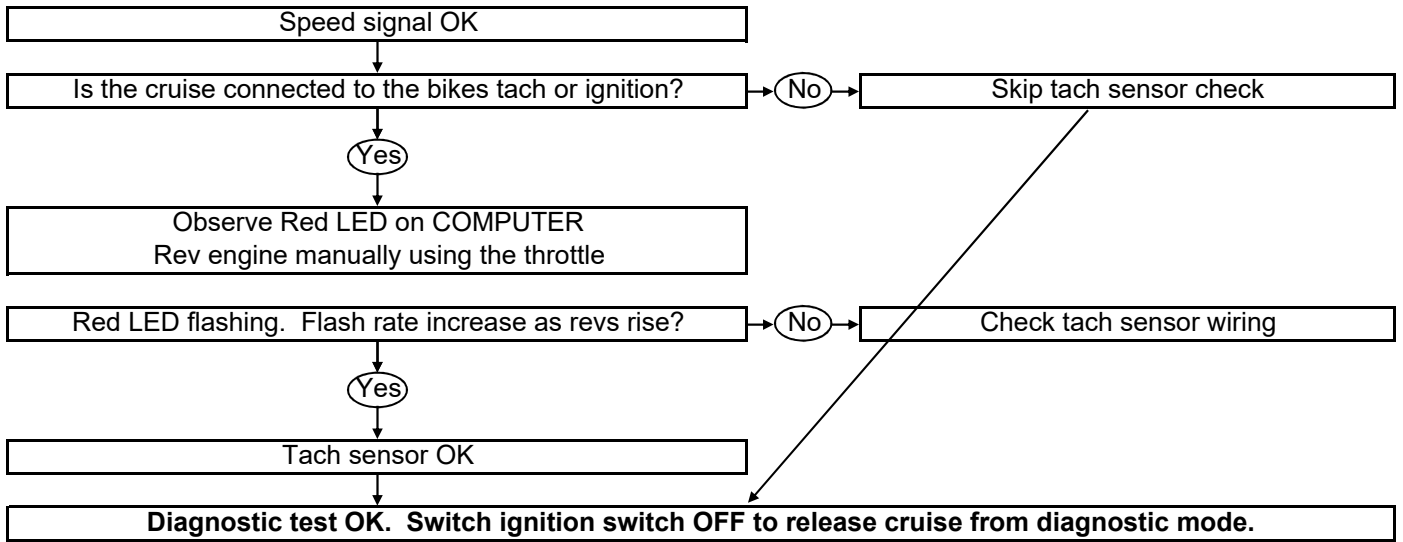 Speed signal OK
Is the cruise connected to the bikes tach or ignition?
No
Skip tach sensor check
Yes
Observe Red LED on COMPUTER
Rev engine manually using the throttle
Red LED flashing.  Flash rate increase as revs rise?
No
Check tach sensor wiring
Yes
Tach sensor OK
Diagnostic test OK.  Switch ignition switch OFF to release cruise from diagnostic mode.